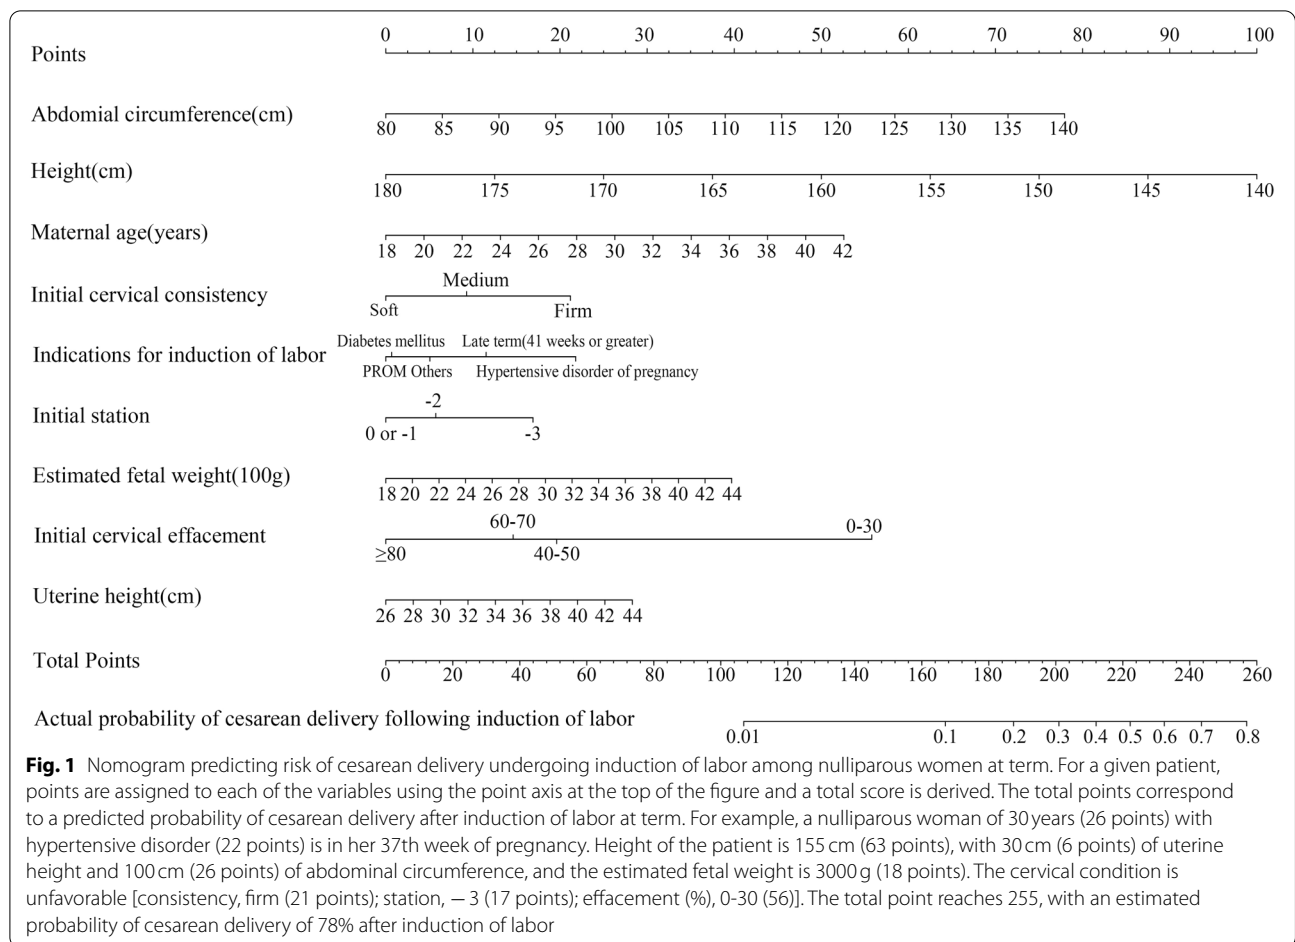 Points
0 10 20 30 40 50 60 70 80 90 100
Abdomial circumference(cm)
80 85 90 95 100 105 110 115 120 125 130 135 140
Height(cm)
180 175 170 165 160 155 150 145 140
Maternal age(years)
18 20 22 24 26 28 30 32 34 36 38 40 42
Medium
Initial cervical consistency
Soft Firm
Diabetes mellitus Late term(41 weeks or greater)
Indications for induction of labor
PROM Others Hypertensive disorder of pregnancy
-2
Initial station
0 or -1 -3
Estimated fetal weight(100g)
18 20 22 24 26 28 30 32 34 36 38 40 42 44
60-70 0-30
Initial cervical effacement
≥80 40-50
Uterine height(cm)
26 28 30 32 34 36 38 40 42 44
Total Points
0 20 40 60 80 100 120 140 160 180 200 220 240 260
Actual probability of cesarean delivery following induction of labor
0.01 0.1 0.2 0.3 0.4 0.5 0.6 0.7 0.8
Fig. 1 Nomogram predicting risk of cesarean delivery undergoing induction of labor among nulliparous women at term. For a given patient,
points are assigned to each of the variables using the point axis at the top of the figure and a total score is derived. The total points correspond
to a predicted probability of cesarean delivery after induction of labor at term. For example, a nulliparous woman of 30 years (26 points) with
hypertensive disorder (22 points) is in her 37th week of pregnancy. Height of the patient is 155 cm (63 points), with 30 cm (6 points) of uterine
height and 100 cm (26 points) of abdominal circumference, and the estimated fetal weight is 3000 g (18 points). The cervical condition is
unfavorable [consistency, firm (21 points); station, − 3 (17 points); effacement (%), 0-30 (56)]. The total point reaches 255, with an estimated
probability of cesarean delivery of 78% after induction of labor